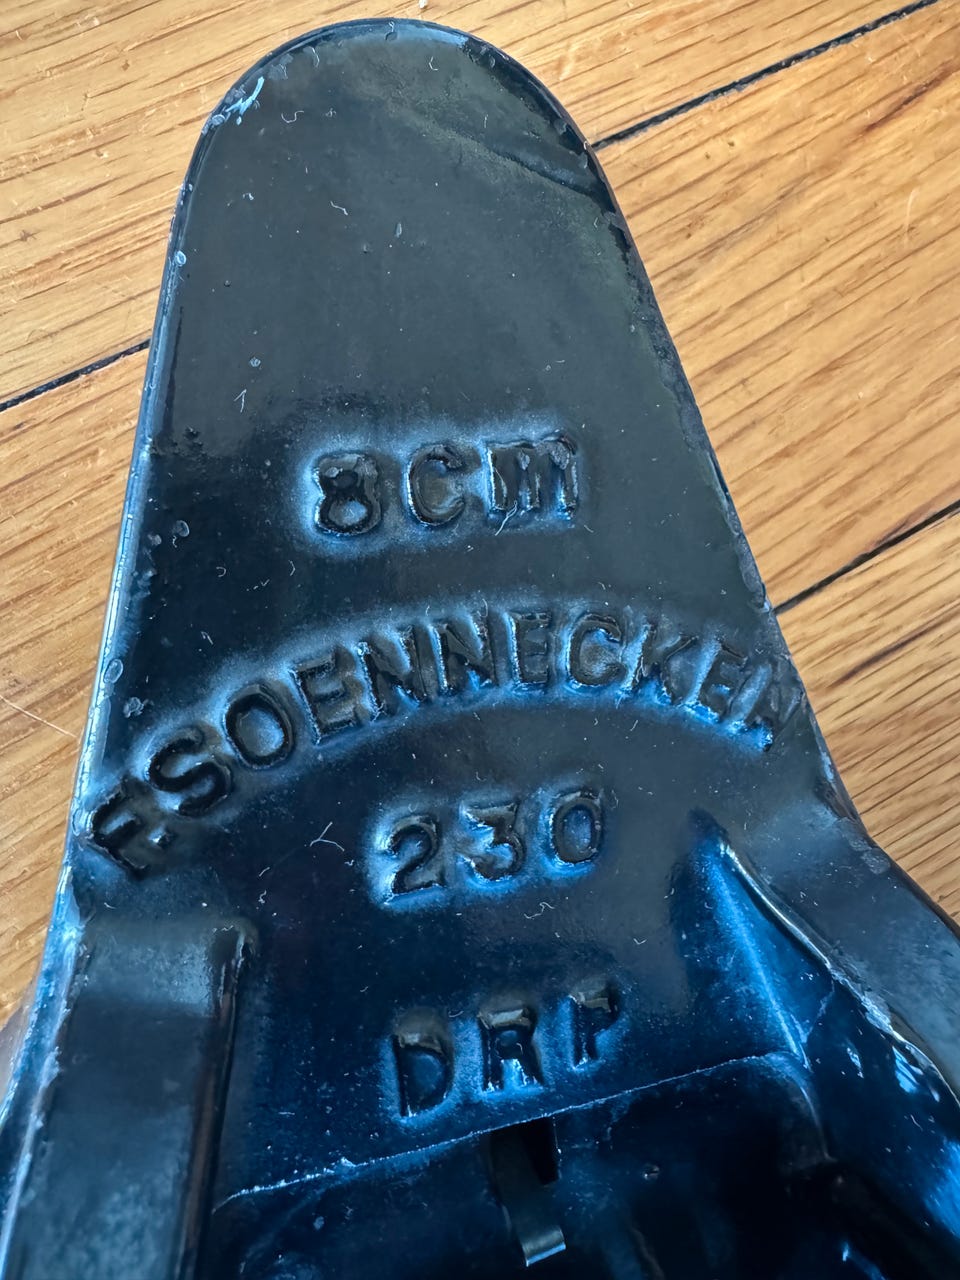 8cm
F. SOENNECKEN
230
DRP